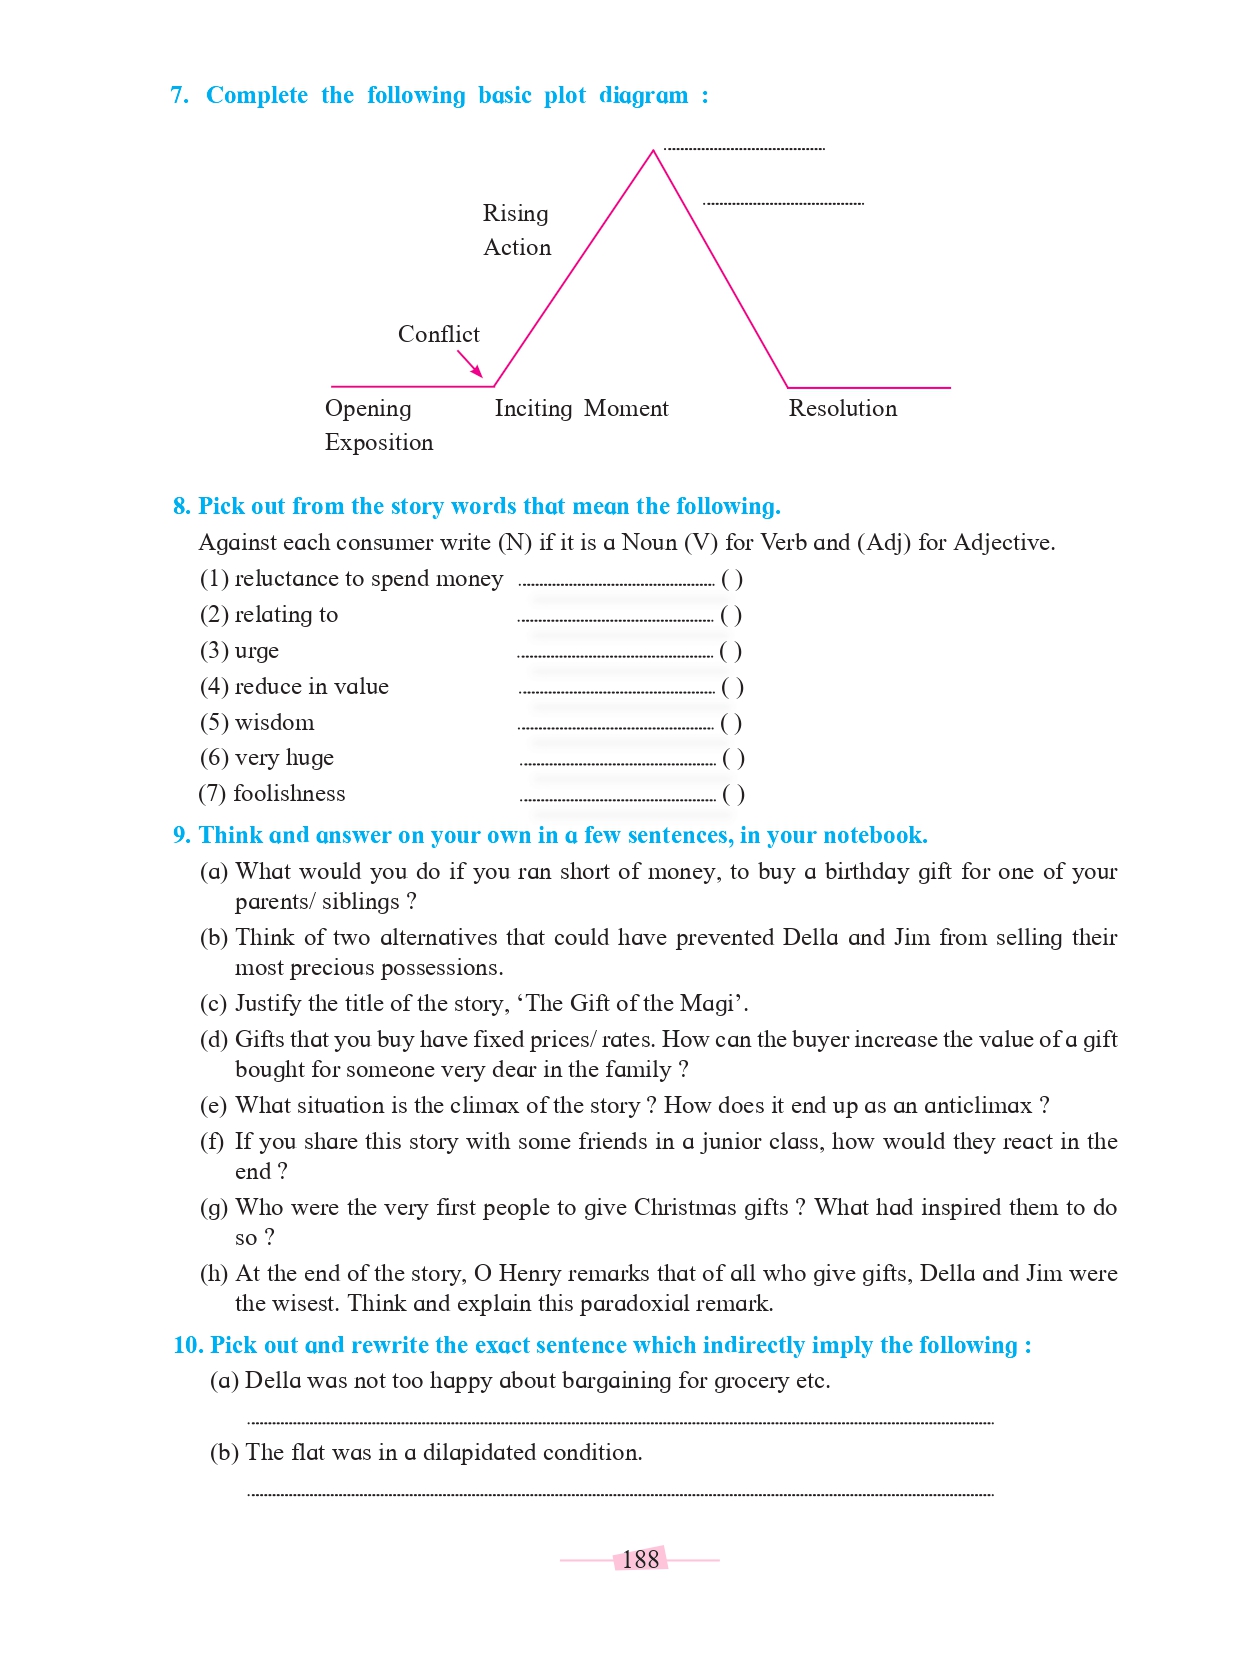 7. Complete the following basic plot diagram :
Rising
Action
Conflict
Opening
Exposition
Inciting Moment
Resolution
8. Pick out from the story words that mean the following.
Against each consumer write (N) if it is a Noun (V) for Verb and (Adj) for Adjective.
(1) reluctance to spend money ........................................ ( )
(2) relating to ........................................ ( )
(3) urge ........................................ ( )
(4) reduce in value ........................................ ( )
(5) wisdom ........................................ ( )
(6) very huge ........................................ ( )
(7) foolishness ........................................ ( )
9. Think and answer on your own in a few sentences, in your notebook.
(a) What would you do if you ran short of money, to buy a birthday gift for one of your
parents/ siblings ?
(b) Think of two alternatives that could have prevented Della and Jim from selling their
most precious possessions.
(c) Justify the title of the story, ‘The Gift of the Magi’.
(d) Gifts that you buy have fixed prices/ rates. How can the buyer increase the value of a gift
bought for someone very dear in the family ?
(e) What situation is the climax of the story ? How does it end up as an anticlimax ?
(f) If you share this story with some friends in a junior class, how would they react in the
end ?
(g) Who were the very first people to give Christmas gifts ? What had inspired them to do
so ?
(h) At the end of the story, O Henry remarks that of all who give gifts, Della and Jim were
the wisest. Think and explain this paradoxial remark.
10. Pick out and rewrite the exact sentence which indirectly imply the following :
(a) Della was not too happy about bargaining for grocery etc.
(b) The flat was in a dilapidated condition.
188